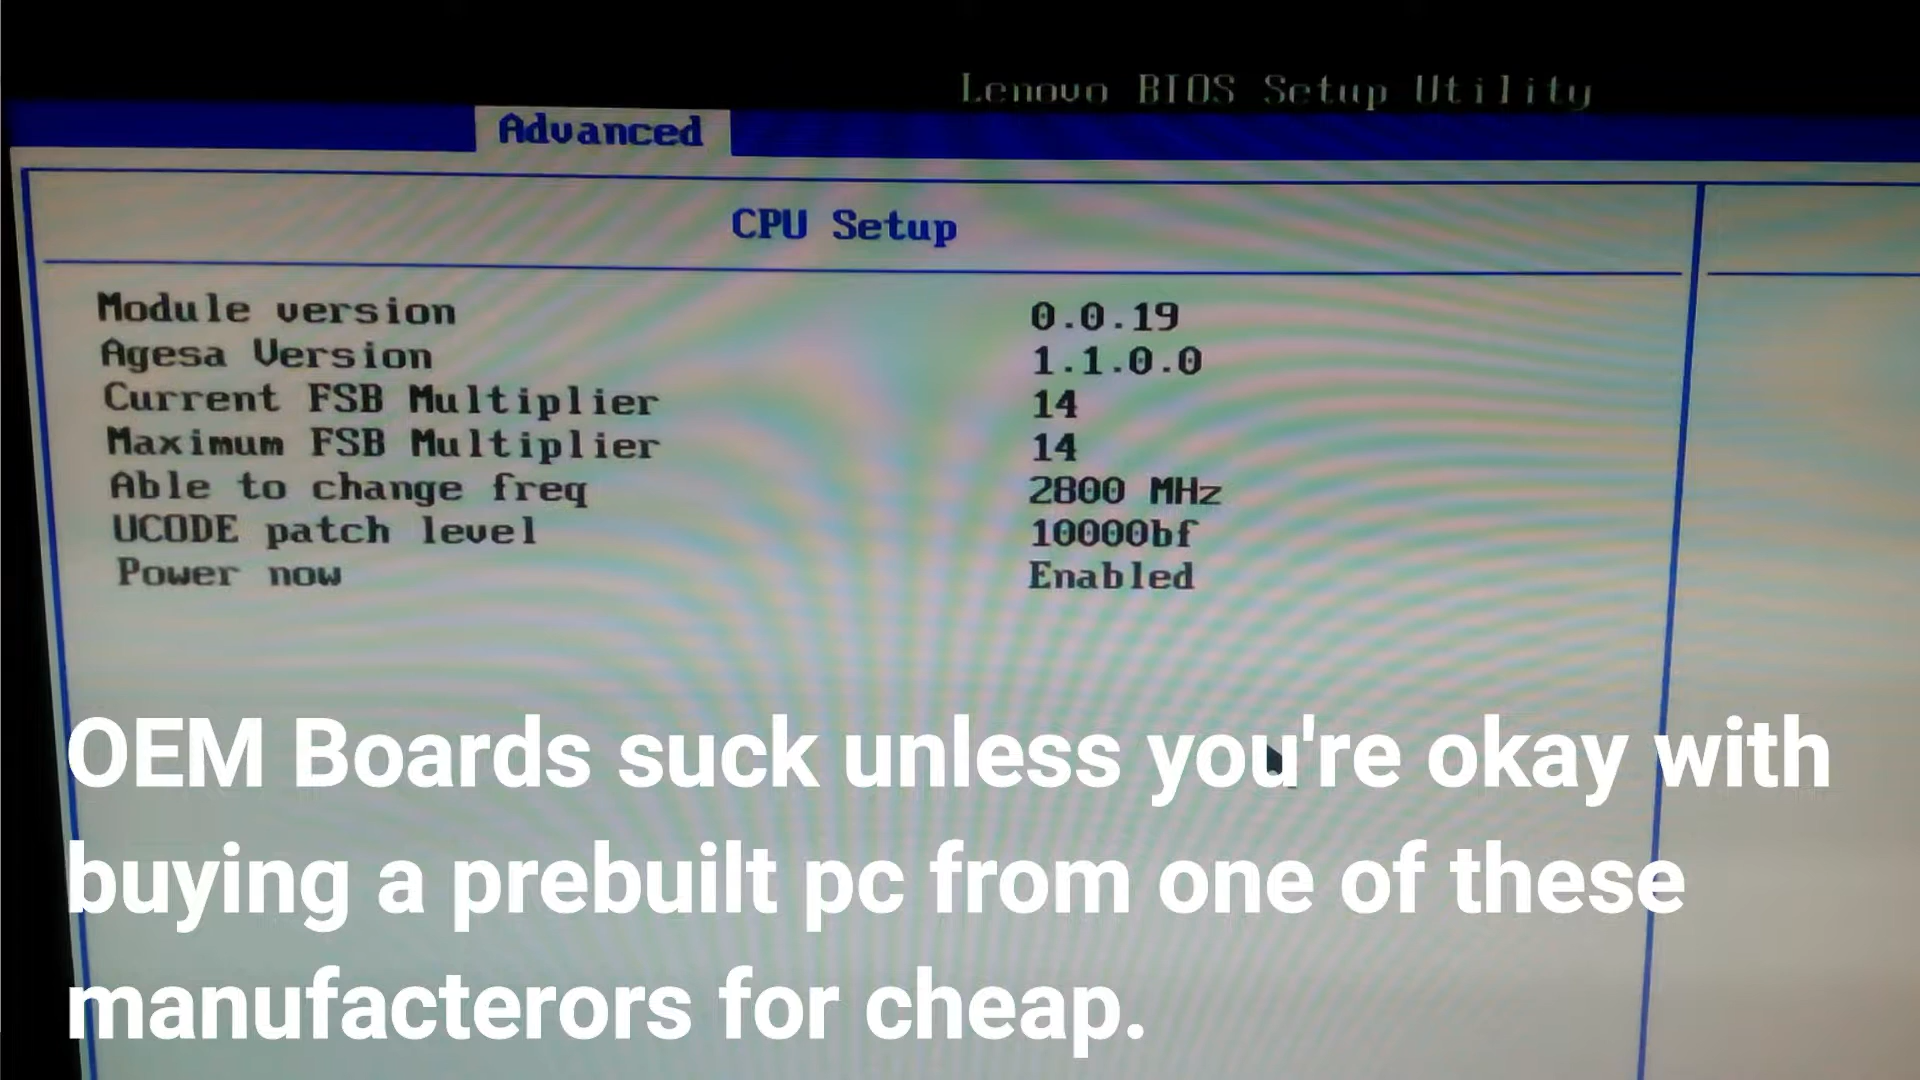 Lenovo BIOS Setup Utility
Advanced
CPU Setup
Module version 0.0.19
Agesa Version 1.1.0.0
Current FSB Multiplier 14
Maximum FSB Multiplier 14
Able to change freq 2800 MHz
UCODE patch level 10000bf
Power now Enabled
OEM Boards suck unless you're okay with
buying a prebuilt pc from one of these
manufacterors for cheap.